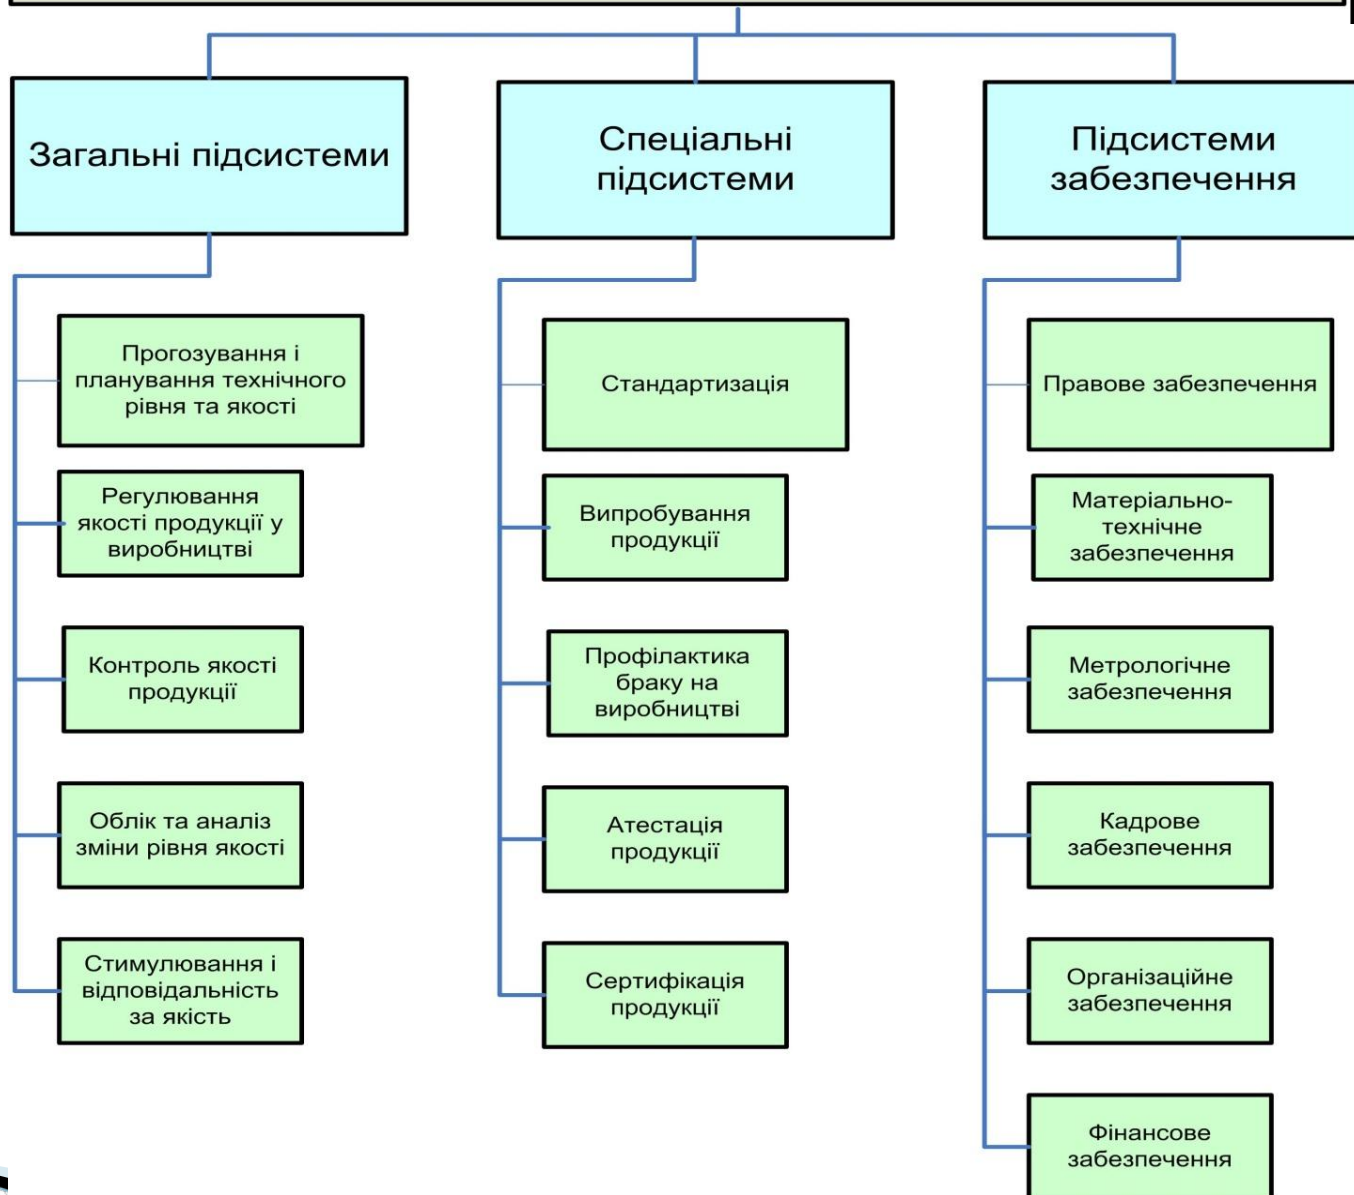 Загальні підсистеми
Прогозування і
планування технічного
рівня та якості
Регулювання
якості продукції у
виробництві
Контроль якості
продукції
Облік та аналіз
зміни рівня якості
Стимулювання і
відповідальність
за якість
Спеціальні
підсистеми
Стандартизація
Випробування
продукції
Профілактика
браку на
виробництві
Атестація
продукції
Сертифікація
продукції
Підсистеми
забезпечення
Правове забезпечення
Матеріально-
технічне
забезпечення
Метрологічне
забезпечення
Кадрове
забезпечення
Організаційне
забезпечення
Фінансове
забезпечення